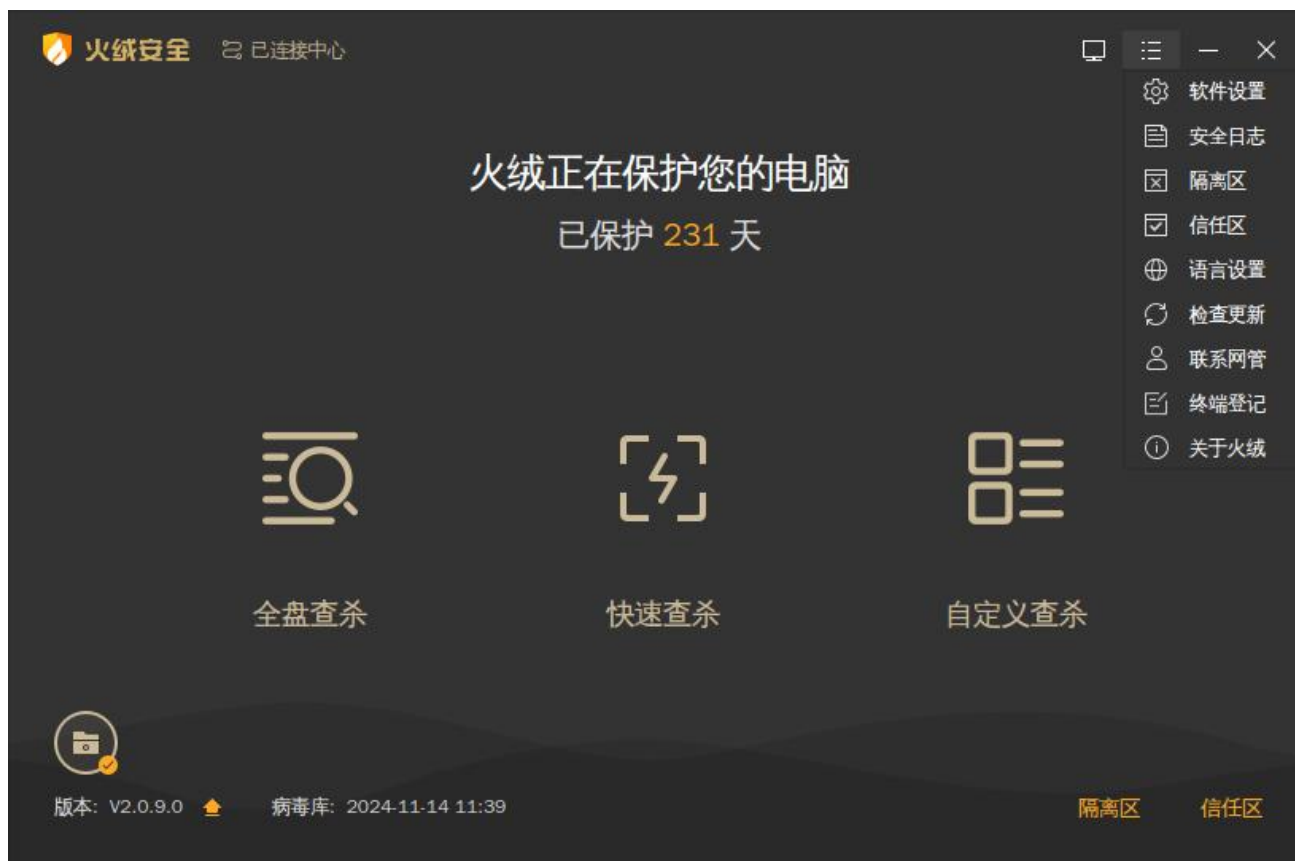 火绒安全 已连接中心
软件设置
安全日志
隔离区
信任区
语言设置
检查更新
联系网管
终端登记
关于火绒
火绒正在保护您的电脑
已保护 231 天
全盘查杀 快速查杀 自定义查杀
版本: V2.0.9.0 病毒库: 2024-11-14 11:39 隔离区 信任区